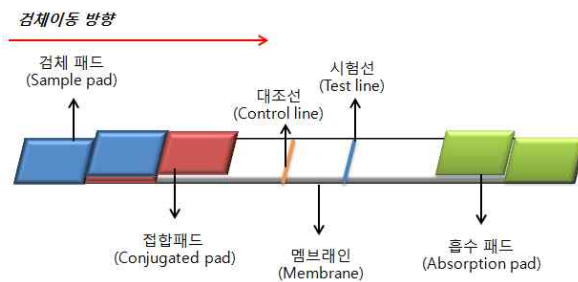 검체이동 방향
검체 패드
(Sample pad)
대조선
(Control line)
시험선
(Test line)
접합패드
(Conjugated pad)
멤브래인
(Membrane)
흡수 패드
(Absorption pad)